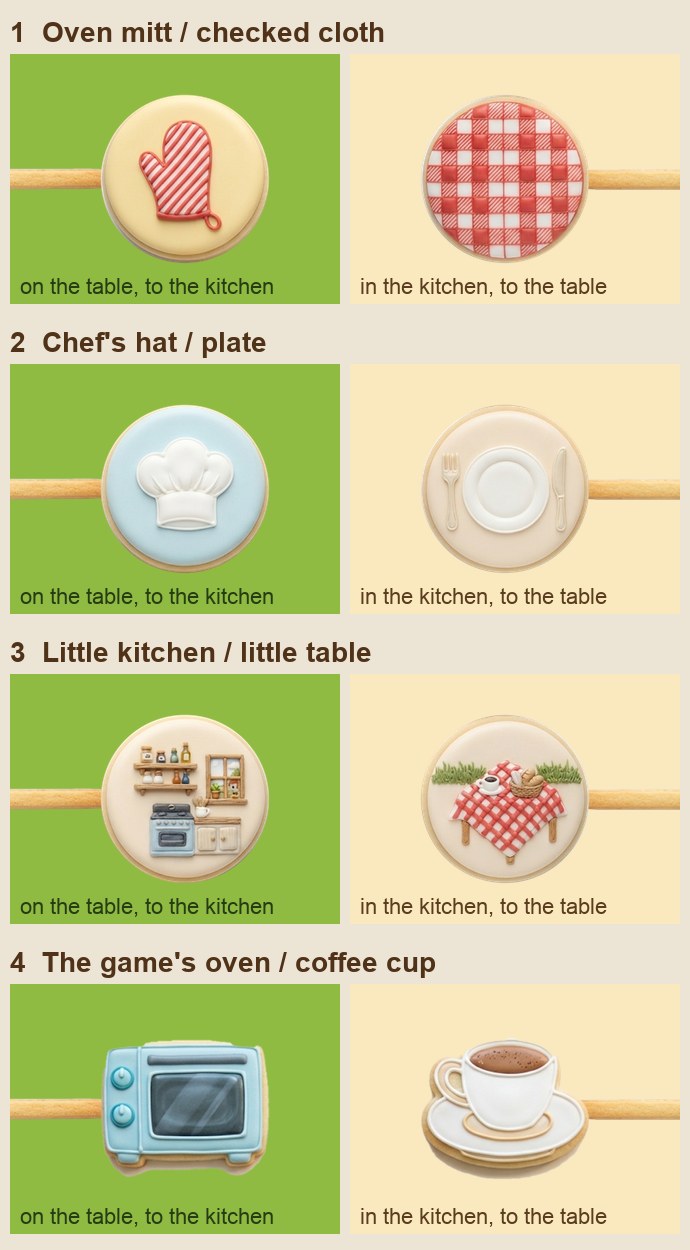 1 Oven mitt / checked cloth
on the table, to the kitchen
in the kitchen, to the table
2 Chef's hat / plate
on the table, to the kitchen
in the kitchen, to the table
3 Little kitchen / little table
on the table, to the kitchen
in the kitchen, to the table
4 The game's oven / coffee cup
on the table, to the kitchen
in the kitchen, to the table